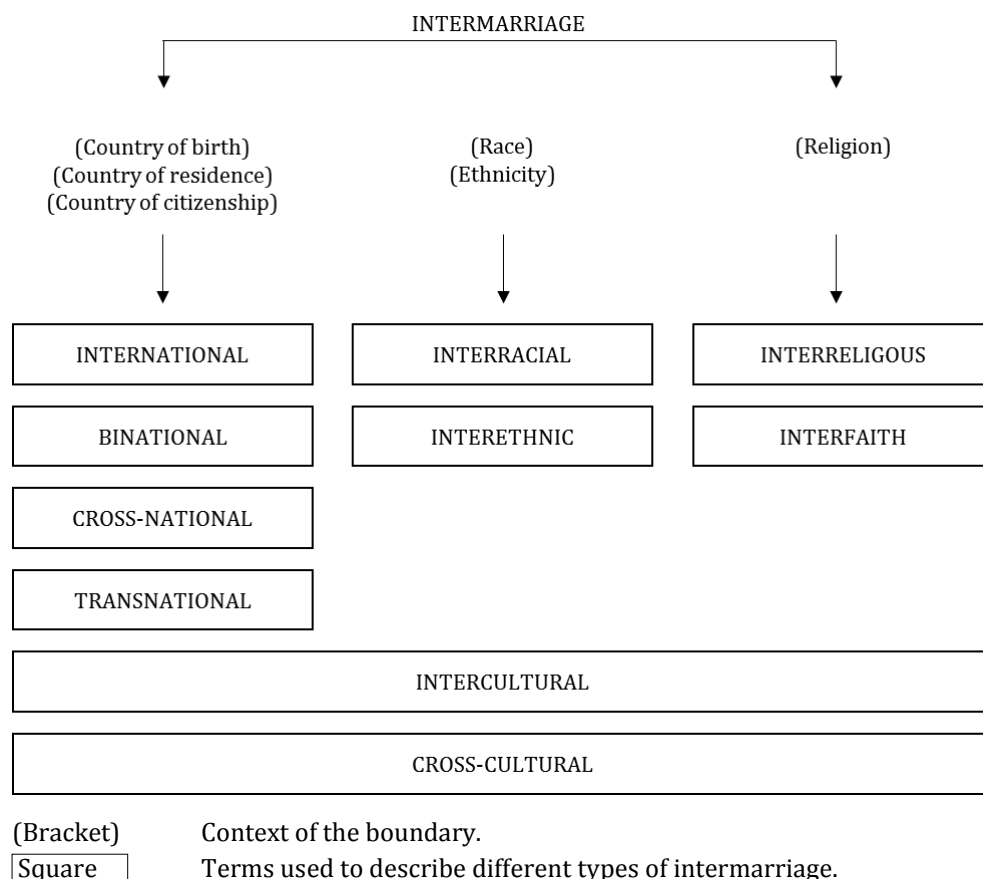 INTERMARRIAGE
(Country of birth)
(Country of residence)
(Country of citizenship)
(Race)
(Ethnicity)
(Religion)
INTERNATIONAL
INTERRACIAL
INTERRELIGOUS
BINATIONAL
INTERETHNIC
INTERFAITH
CROSS-NATIONAL
TRANSNATIONAL
INTERCULTURAL
CROSS-CULTURAL
(Bracket) Context of the boundary.
Square Terms used to describe different types of intermarriage.